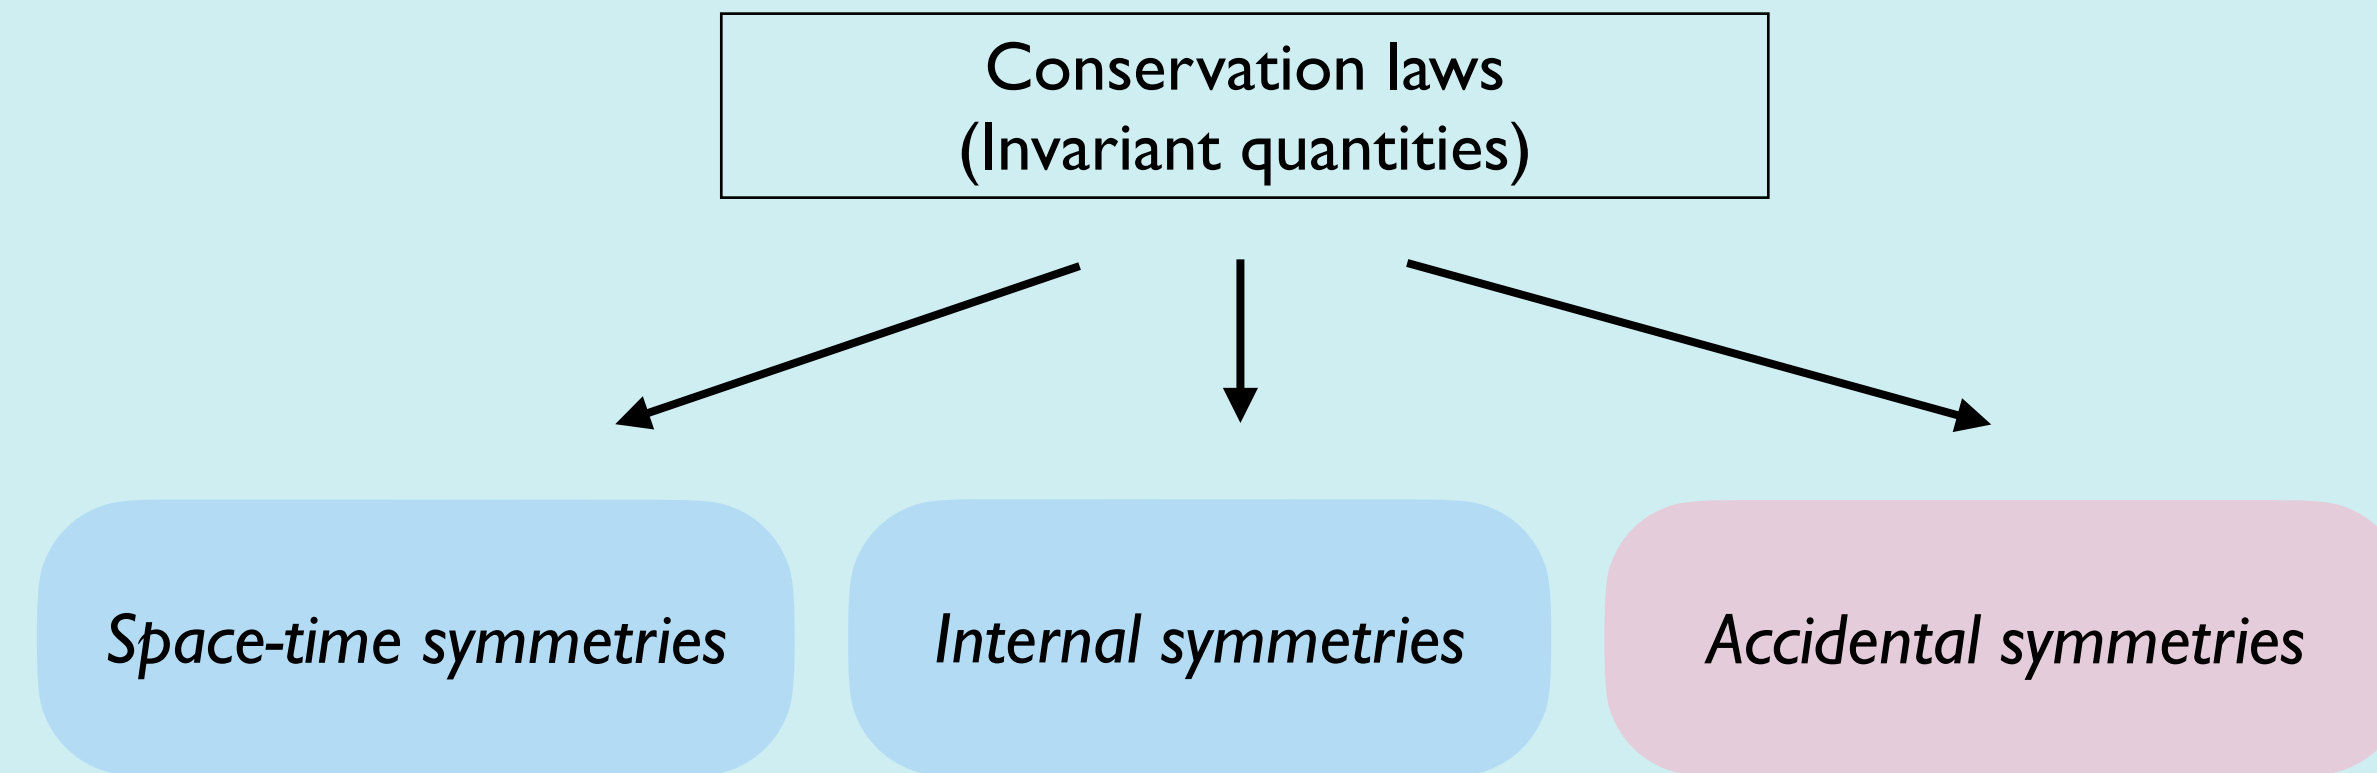 Conservation laws
(Invariant quantities)
Space-time symmetries
Internal symmetries
Accidental symmetries